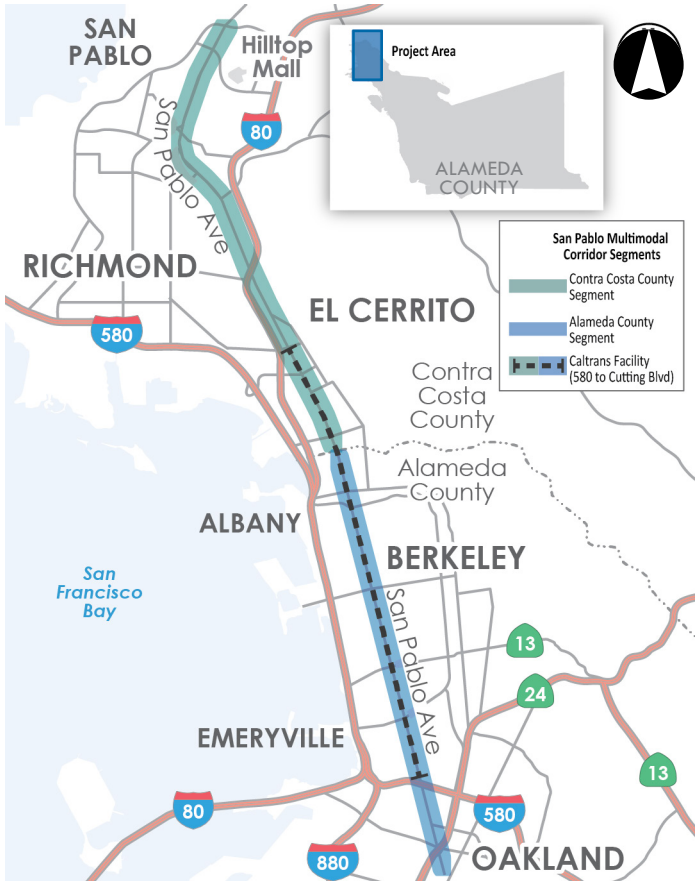 SAN
PABLO
Hilltop
Mall
80
San Pablo Ave
Project Area
ALAMEDA
COUNTY
San Pablo Multimodal
Corridor Segments
Contra Costa County
Segment
Alameda County
Segment
Caltrans Facility
(580 to Cutting Blvd)
RICHMOND
580
EL CERRITO
Contra
Costa
County
Alameda
County
ALBANY
BERKELEY
San
Francisco
Bay
San Pablo Ave
13
24
EMERYVILLE
13
80
580
880
OAKLAND